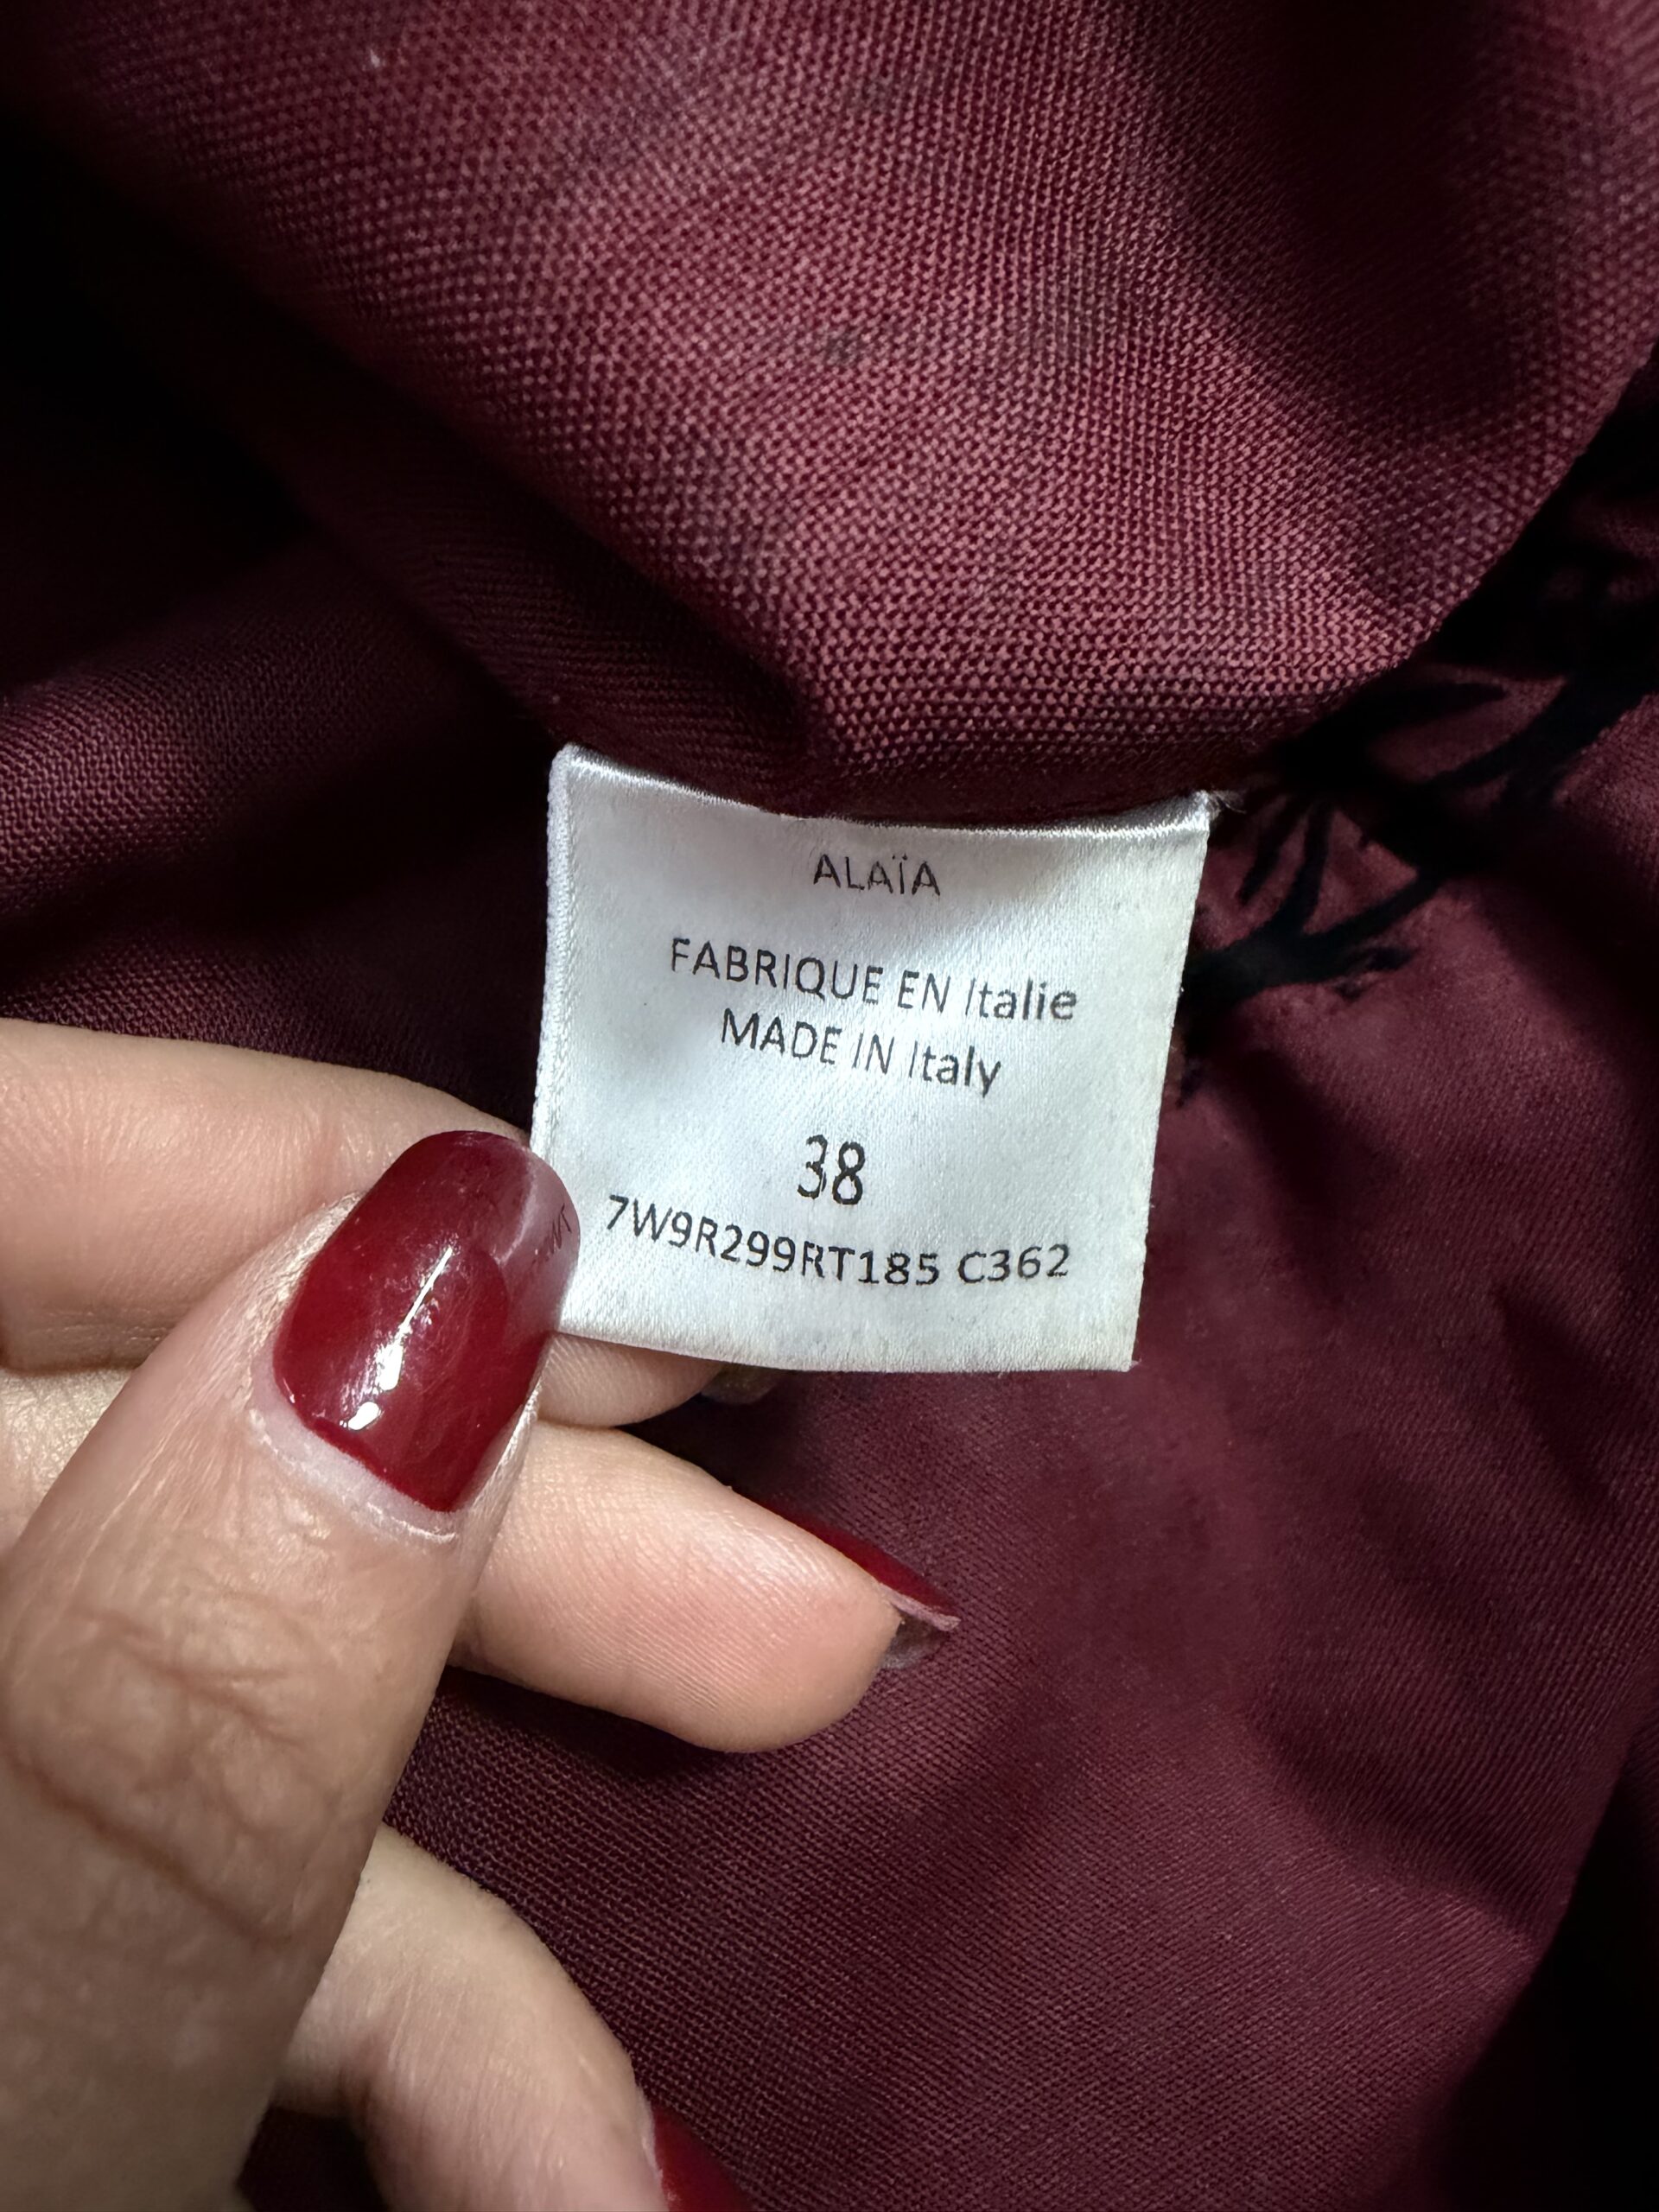 ALAÏA
FABRIQUE EN Italie
MADE IN Italy
38
7W9R299RT185 C362